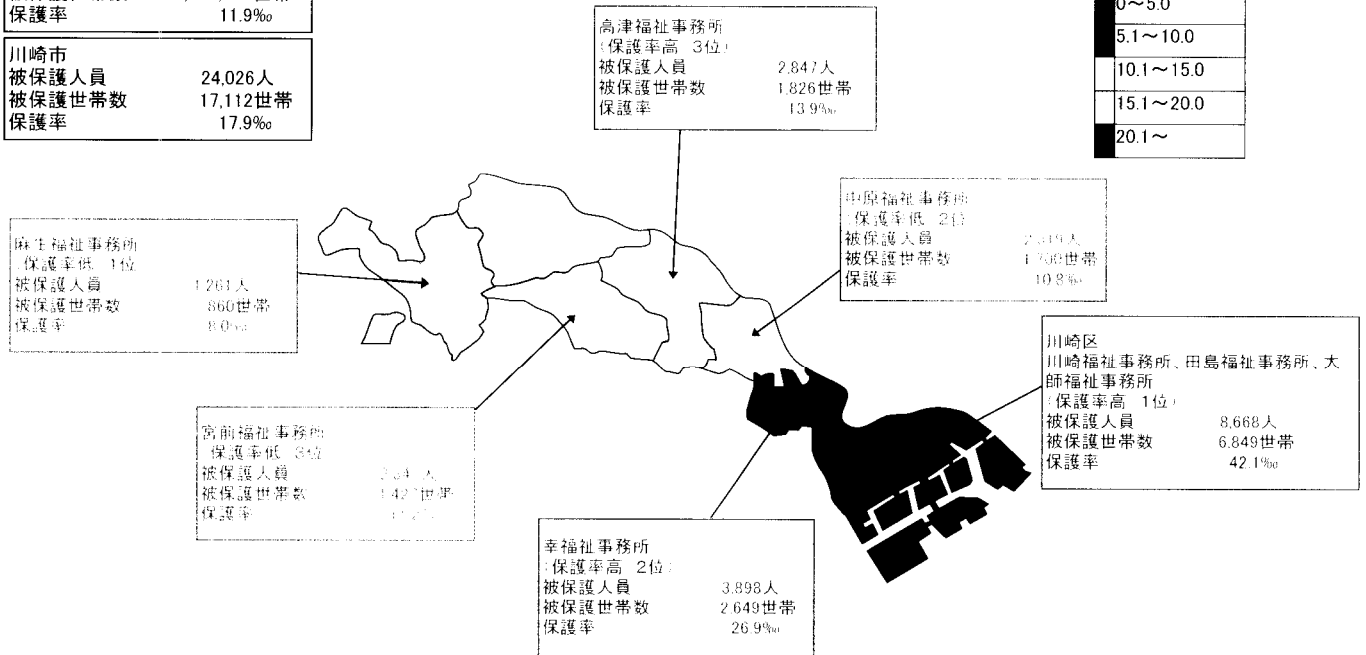 保護率 11.9‰
川崎市
被保護人員 24,026人
被保護世帯数 17,112世帯
保護率 17.9‰
高津福祉事務所
(保護率高 3位)
被保護人員 2,847人
被保護世帯数 1,826世帯
保護率 13.9‰
0～5.0
5.1～10.0
10.1～15.0
15.1～20.0
20.1～
麻生福祉事務所
(保護率低 1位
被保護人員 1,261人
被保護世帯数 860世帯
保護率 8.0‰
中原福祉事務所
(保護率低 2位)
被保護人員
被保護世帯数 1,700世帯
保護率 10.8‰
川崎区
川崎福祉事務所、田島福祉事務所、大
師福祉事務所
(保護率高 1位)
被保護人員 8,668人
被保護世帯数 6,849世帯
保護率 42.1‰
宮前福祉事務所
(保護率低 3位
被保護人員
被保護世帯数
保護率
幸福祉事務所
(保護率高 2位)
被保護人員 3,898人
被保護世帯数 2,649世帯
保護率 26.9‰